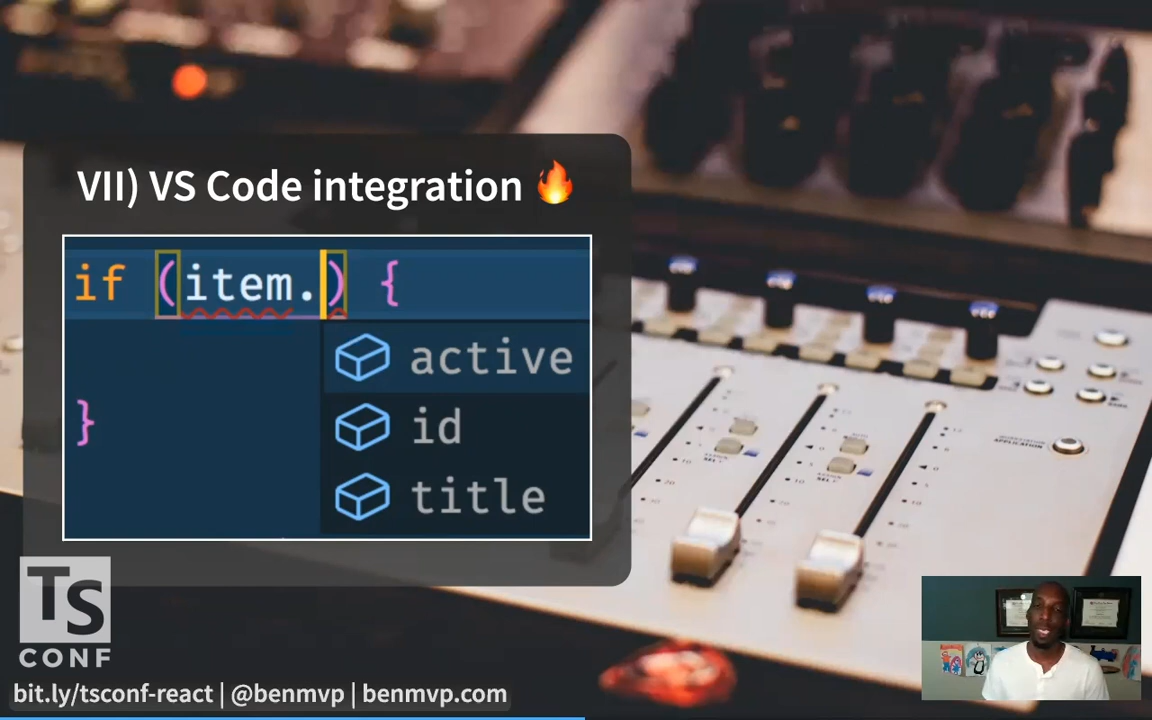 VII) VS Code integration 🔥
if (item.) {
active
id
title
}
TS
CONF
bit.ly/tsconf-react | @benmvp | benmvp.com